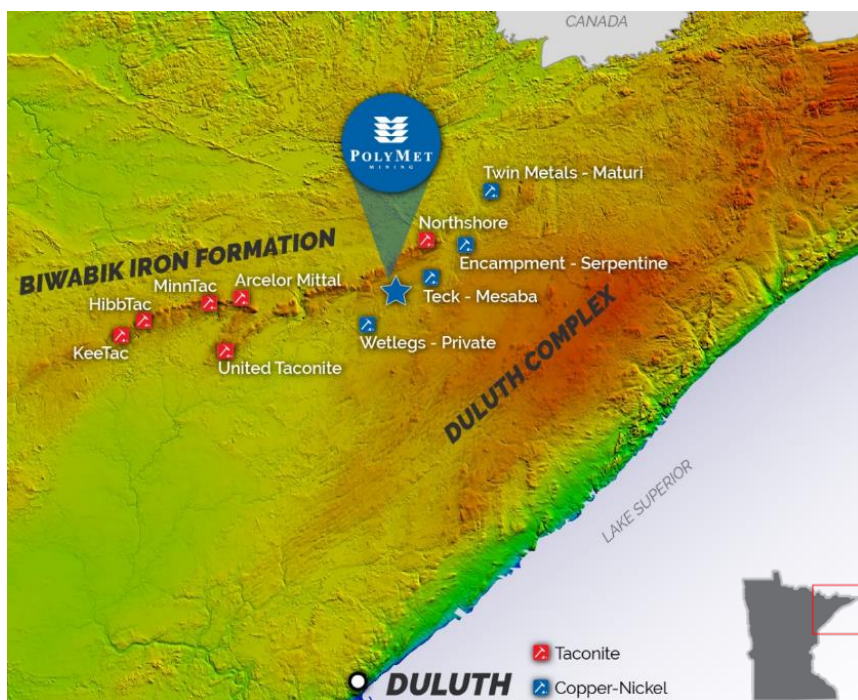 CANADA
POLYMET
MINING
Twin Metals - Maturi
Northshore
BIWABIK IRON FORMATION
Encampment - Serpentine
MinnTac
Arcelor Mittal
HibbTac
Teck - Mesaba
KeeTac
Wetlegs - Private
United Taconite
DULUTH COMPLEX
LAKE SUPERIOR
Taconite
DULUTH
Copper-Nickel